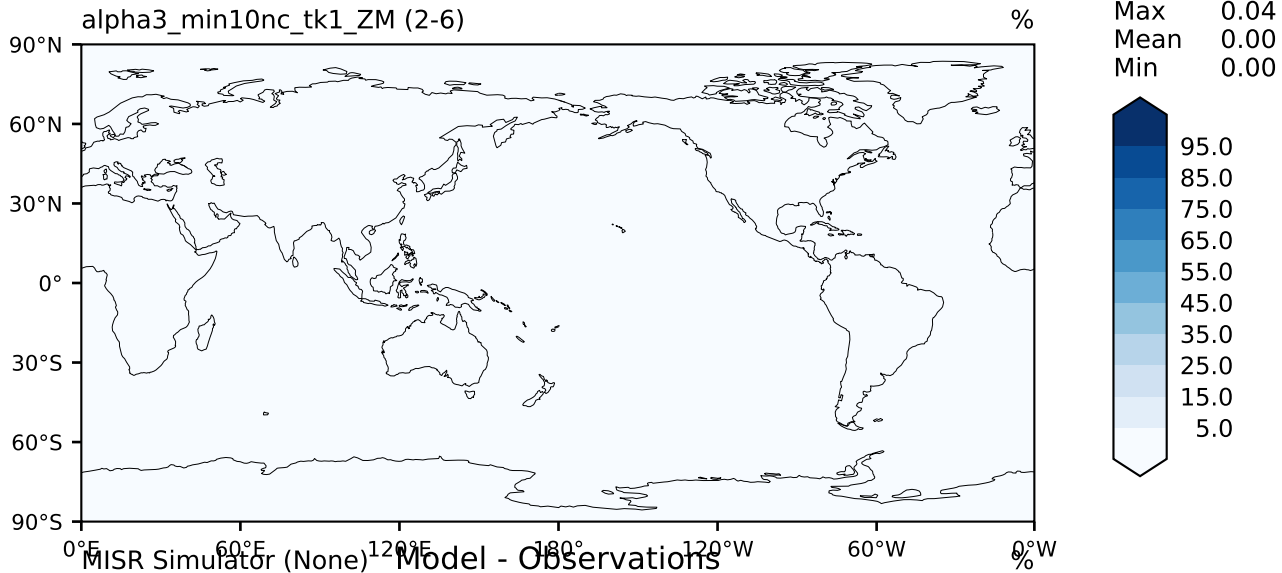 alpha3_min10nc_tk1_ZM (2-6) %
Max 0.04
Mean 0.00
Min 0.00
90°N
60°N
30°N
0°
30°S
60°S
90°S
95.0
85.0
75.0
65.0
55.0
45.0
35.0
25.0
15.0
5.0
0°E 60°E 120°E 180° 120°W 60°W 0°W
MISR Simulator (None) Model - Observations %